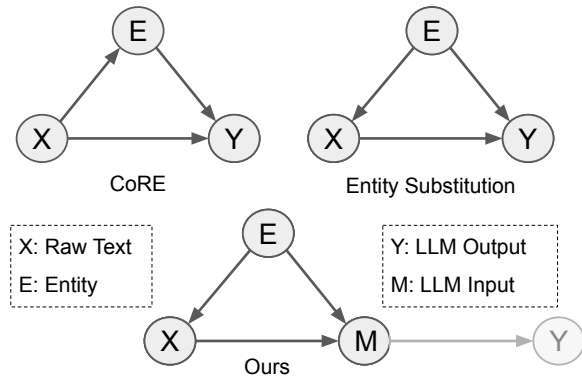 E
E
X
Y
X
Y
CoRE
Entity Substitution
E
X: Raw Text
E: Entity
Y: LLM Output
M: LLM Input
X
M
Y
Ours